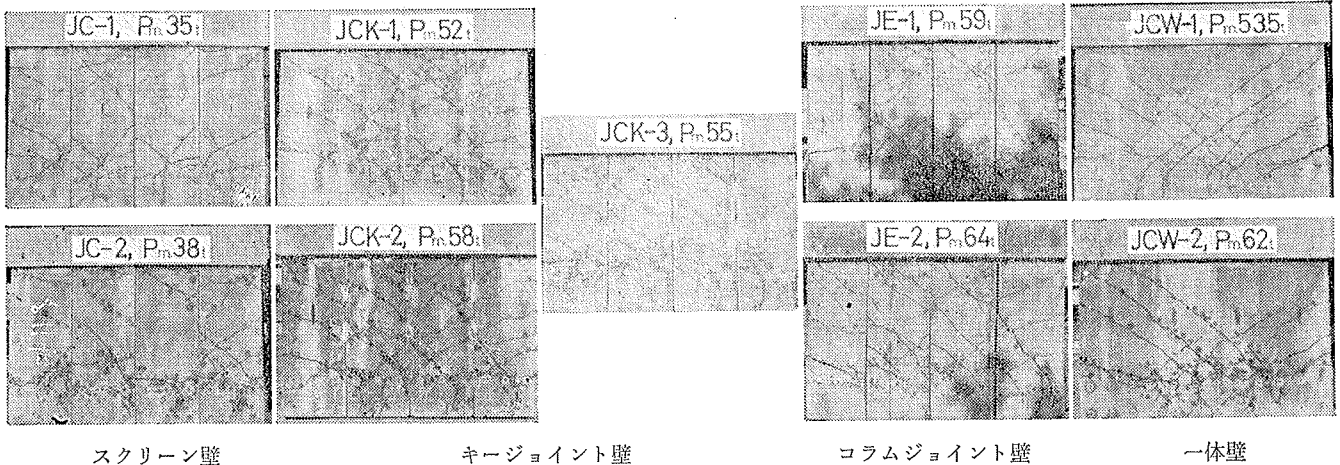 JC-1, Pm35t
JCK-1, Pm52t
JE-1, Pm59t
JCW-1, Pm53.5t
JCK-3, Pm55t
JC-2, Pm38t
JCK-2, Pm58t
JE-2, Pm64t
JCW-2, Pm62t
スクリーン壁
キージョイント壁
コラムジョイント壁
一体壁